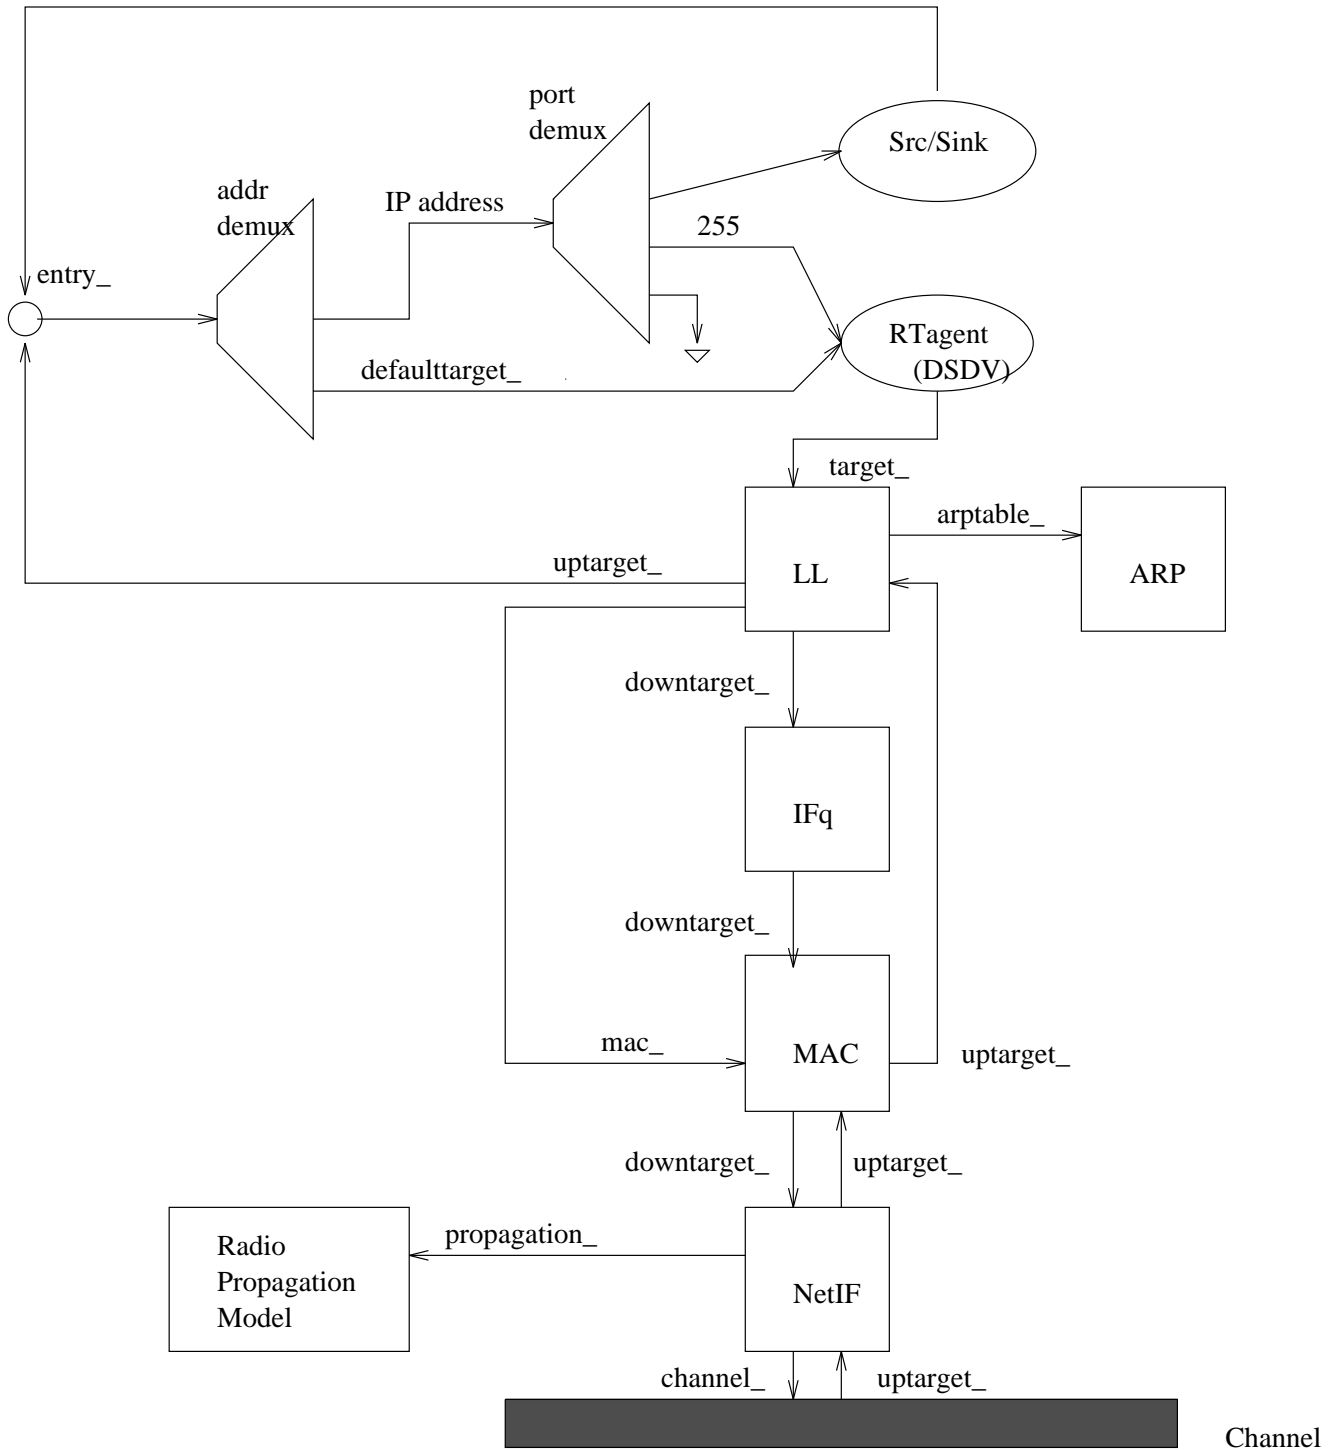 port
demux
Src/Sink
addr
demux
IP address
255
entry_
RTagent
(DSDV)
defaulttarget_
target_
arptable_
uptarget_
LL
ARP
downtarget_
IFq
downtarget_
mac_
MAC
uptarget_
downtarget_
uptarget_
Radio
Propagation
Model
propagation_
NetIF
channel_
uptarget_
Channel